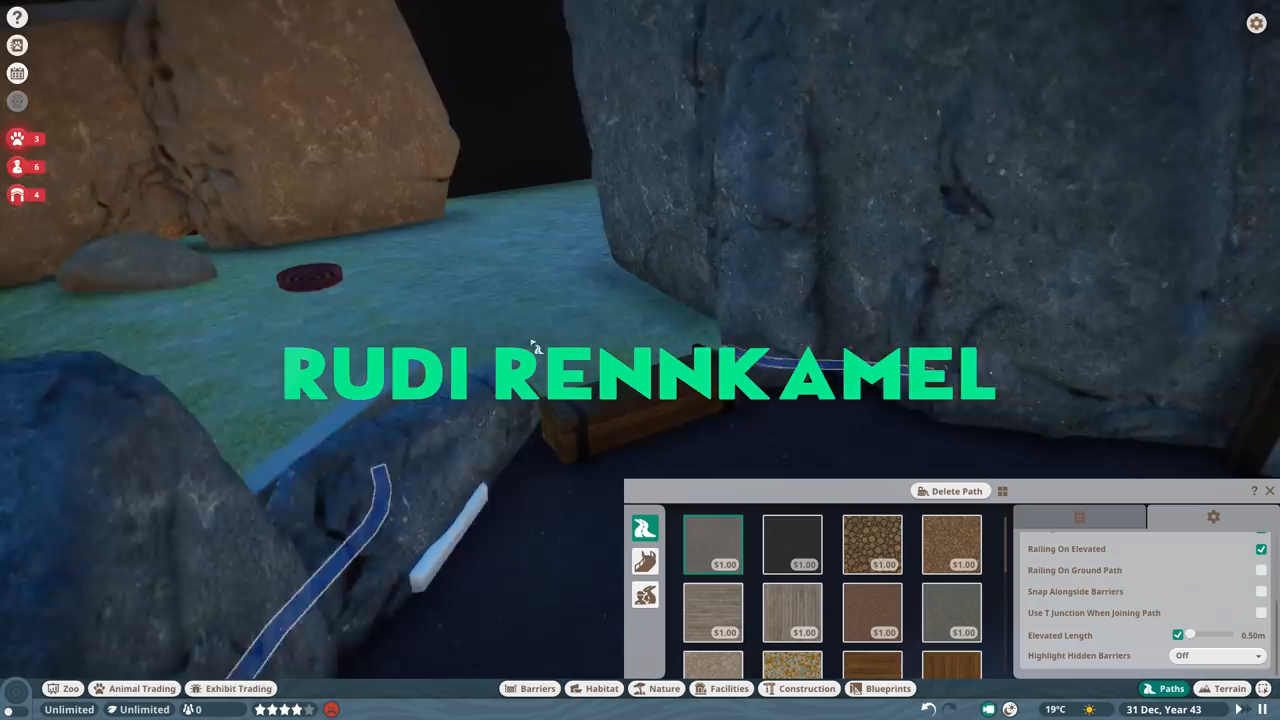 ?
3
6
4
RUDI RENNKAMEL
Delete Path
?
$1.00
$1.00
$1.00
$1.00
$1.00
$1.00
$1.00
$1.00
Railing On Elevated
Railing On Ground Path
Snap Alongside Barriers
Use T Junction When Joining Path
Elevated Length 0.50m
Highlight Hidden Barriers Off
Zoo Animal Trading Exhibit Trading Barriers Habitat Nature Facilities Construction Blueprints Paths Terrain
Unlimited Unlimited 0 19°C 31 Dec, Year 43